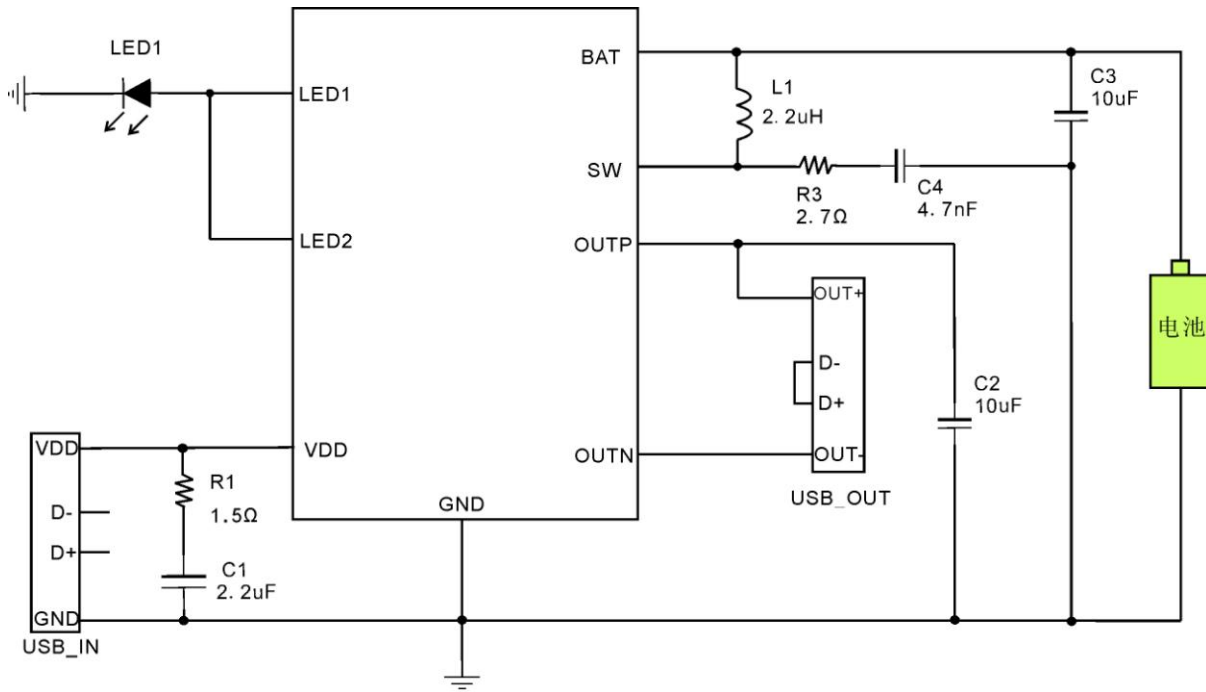 LED1
LED1
LED2
BAT
L1
2.2uH
C3
10uF
SW
R3
2.7Ω
C4
4.7nF
OUTP
OUT+
D-
D+
OUT-
USB_OUT
C2
10uF
电池
VDD
D-
D+
GND
USB_IN
R1
1.5Ω
C1
2.2uF
VDD
GND
OUTN